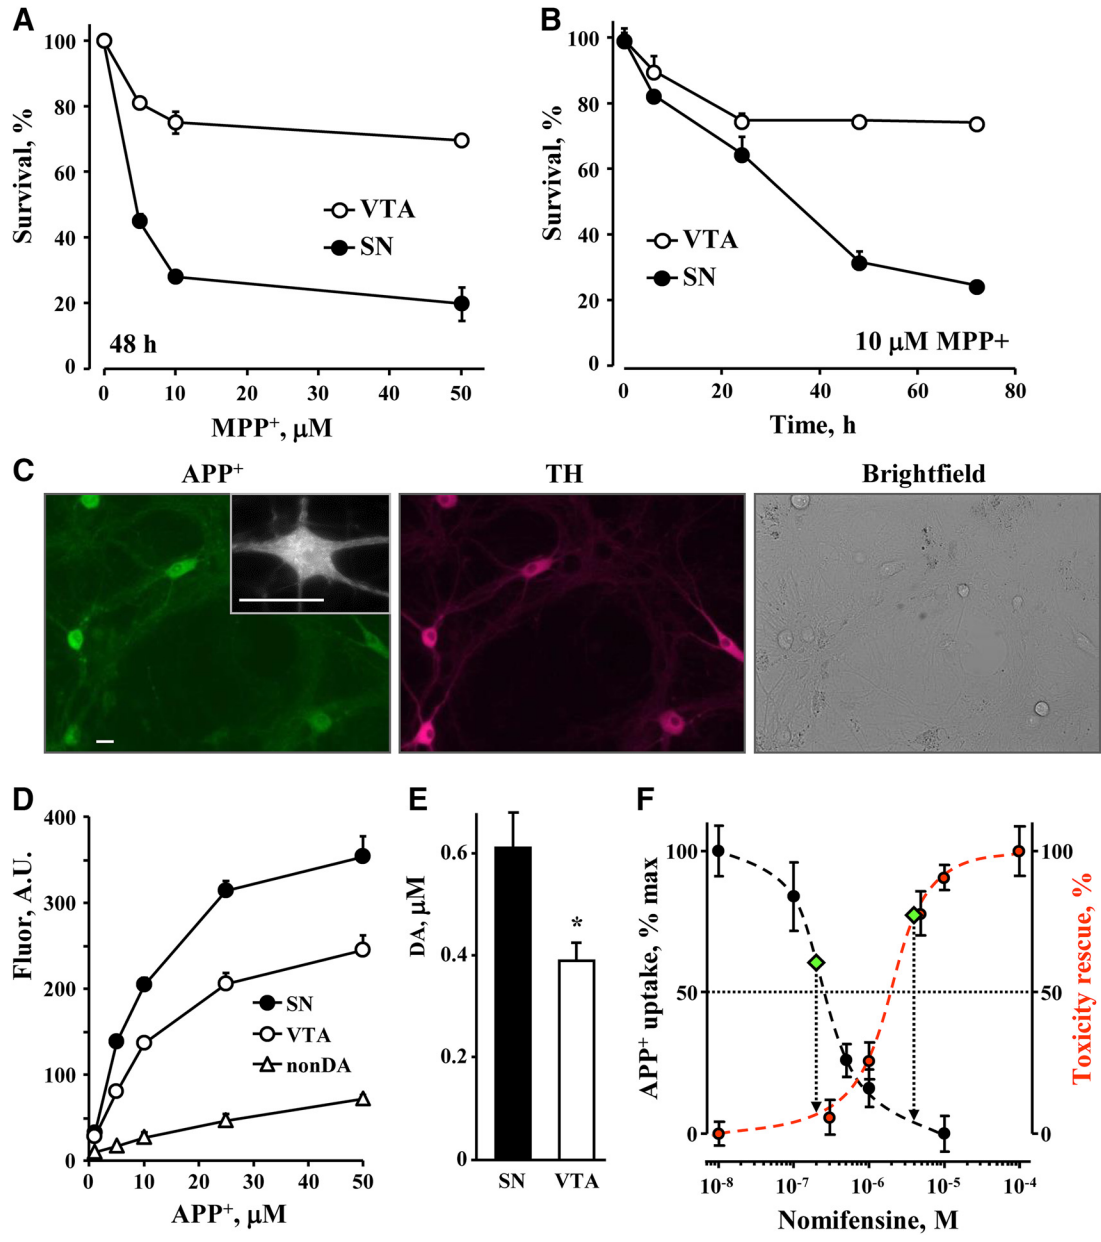 A
Survival, %
100
80
60
40
20
0
VTA
SN
48 h
0
10
20
30
40
50
MPP⁺, μM
B
Survival, %
100
80
60
40
20
0
VTA
SN
10 μM MPP+
0
20
40
60
80
Time, h
C
APP⁺
TH
Brightfield
D
Fluor, A.U.
400
300
200
100
0
SN
VTA
nonDA
0
10
20
30
40
50
APP⁺, μM
E
DA, μM
0.6
0.4
0.2
0
*
SN
VTA
F
APP⁺ uptake, % max
100
50
0
100
50
0
Toxicity rescue, %
10⁻⁸
10⁻⁷
10⁻⁶
10⁻⁵
10⁻⁴
Nomifensine, M